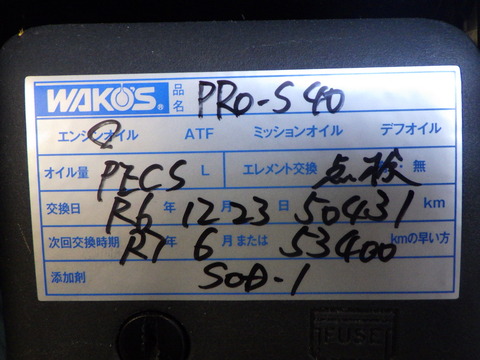 WAKO'S® 品名 PRO-S 40
エンジンオイル ATF ミッションオイル デフオイル
オイル量 PECS L エレメント交換 点検 ・無
交換日 R6 年 12 月 23 日 50431 km
次回交換時期 R7 年 6 月または 53400 kmの早い方
添加剤 SOD-1
FUSE